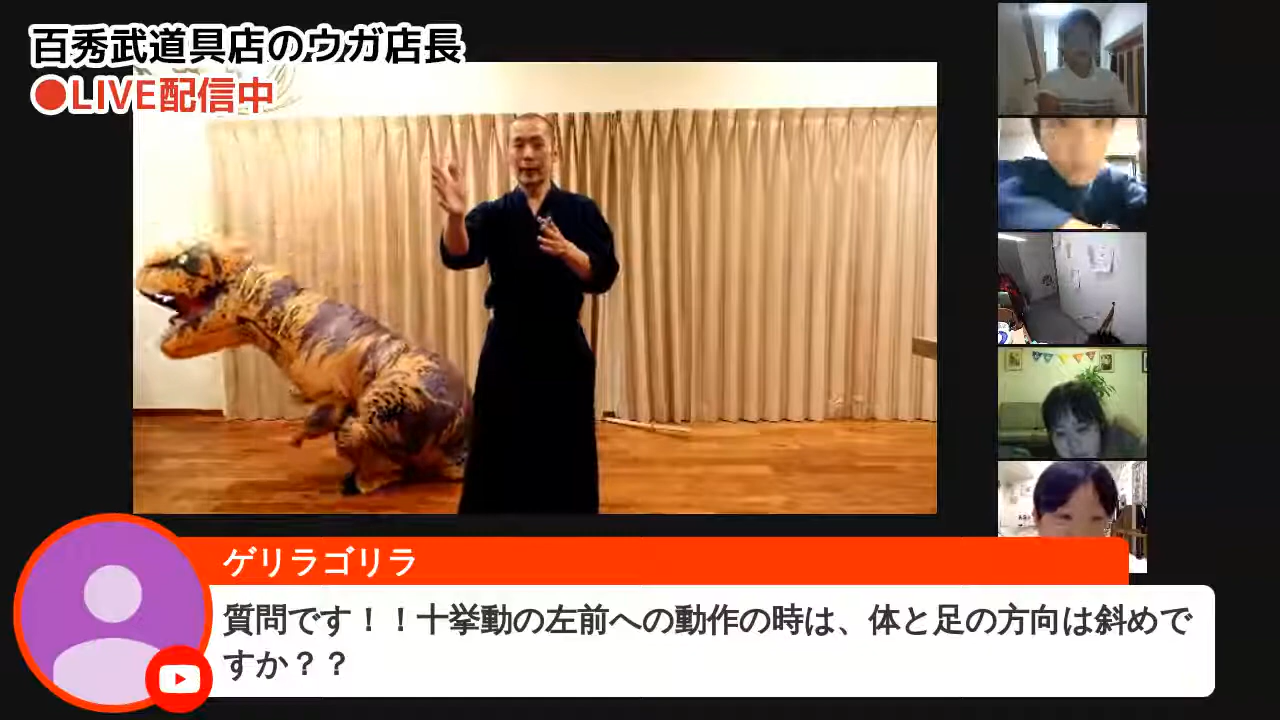 百秀武道具店のウガ店長
●LIVE配信中
ゲリラゴリラ
質問です！！十挙動の左前への動作の時は、体と足の方向は斜めで
すか？？